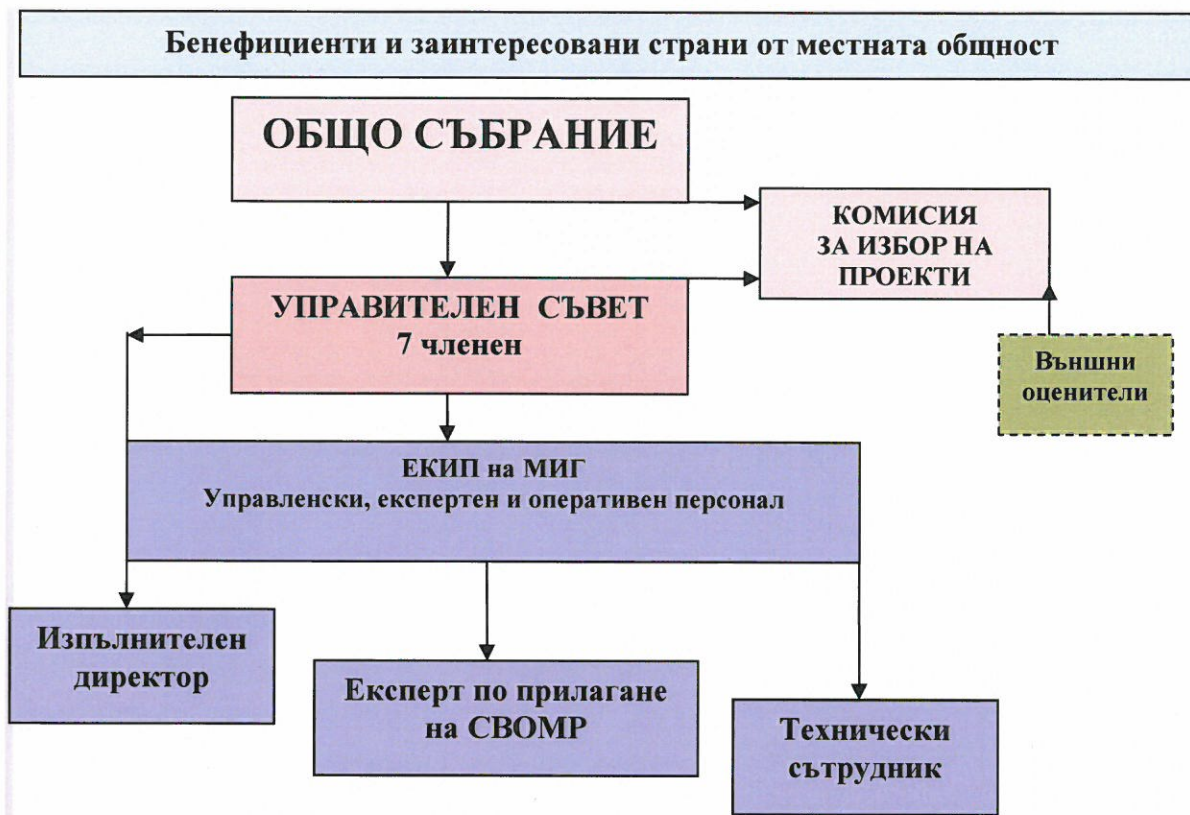 Бенефициенти и заинтересовани страни от местната общност
ОБЩО СЪБРАНИЕ
КОМИСИЯ
ЗА ИЗБОР НА
ПРОЕКТИ
УПРАВИТЕЛЕН СЪВЕТ
7 членен
Външни
оценители
ЕКИП на МИГ
Управленски, експертен и оперативен персонал
Изпълнителен
директор
Експерт по прилагане
на СВОМР
Технически
сътрудник